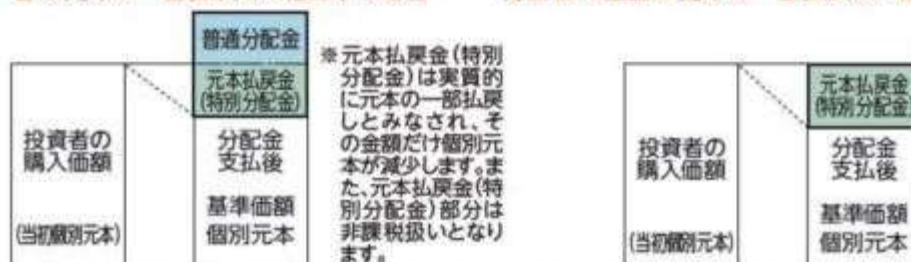 普通分配金
元本払戻金
(特別分配金)
投資者の
購入価額
(当初個別元本)
分配金
支払後
基準価額
個別元本
※元本払戻金(特別
分配金)は実質的
に元本の一部払戻
しとみなされ、そ
の金額だけ個別元
本が減少します。ま
た、元本払戻金(特
別分配金)部分は
非課税扱いとなり
ます。
元本払戻金
(特別分配金)
投資者の
購入価額
(当初個別元本)
分配金
支払後
基準価額
個別元本